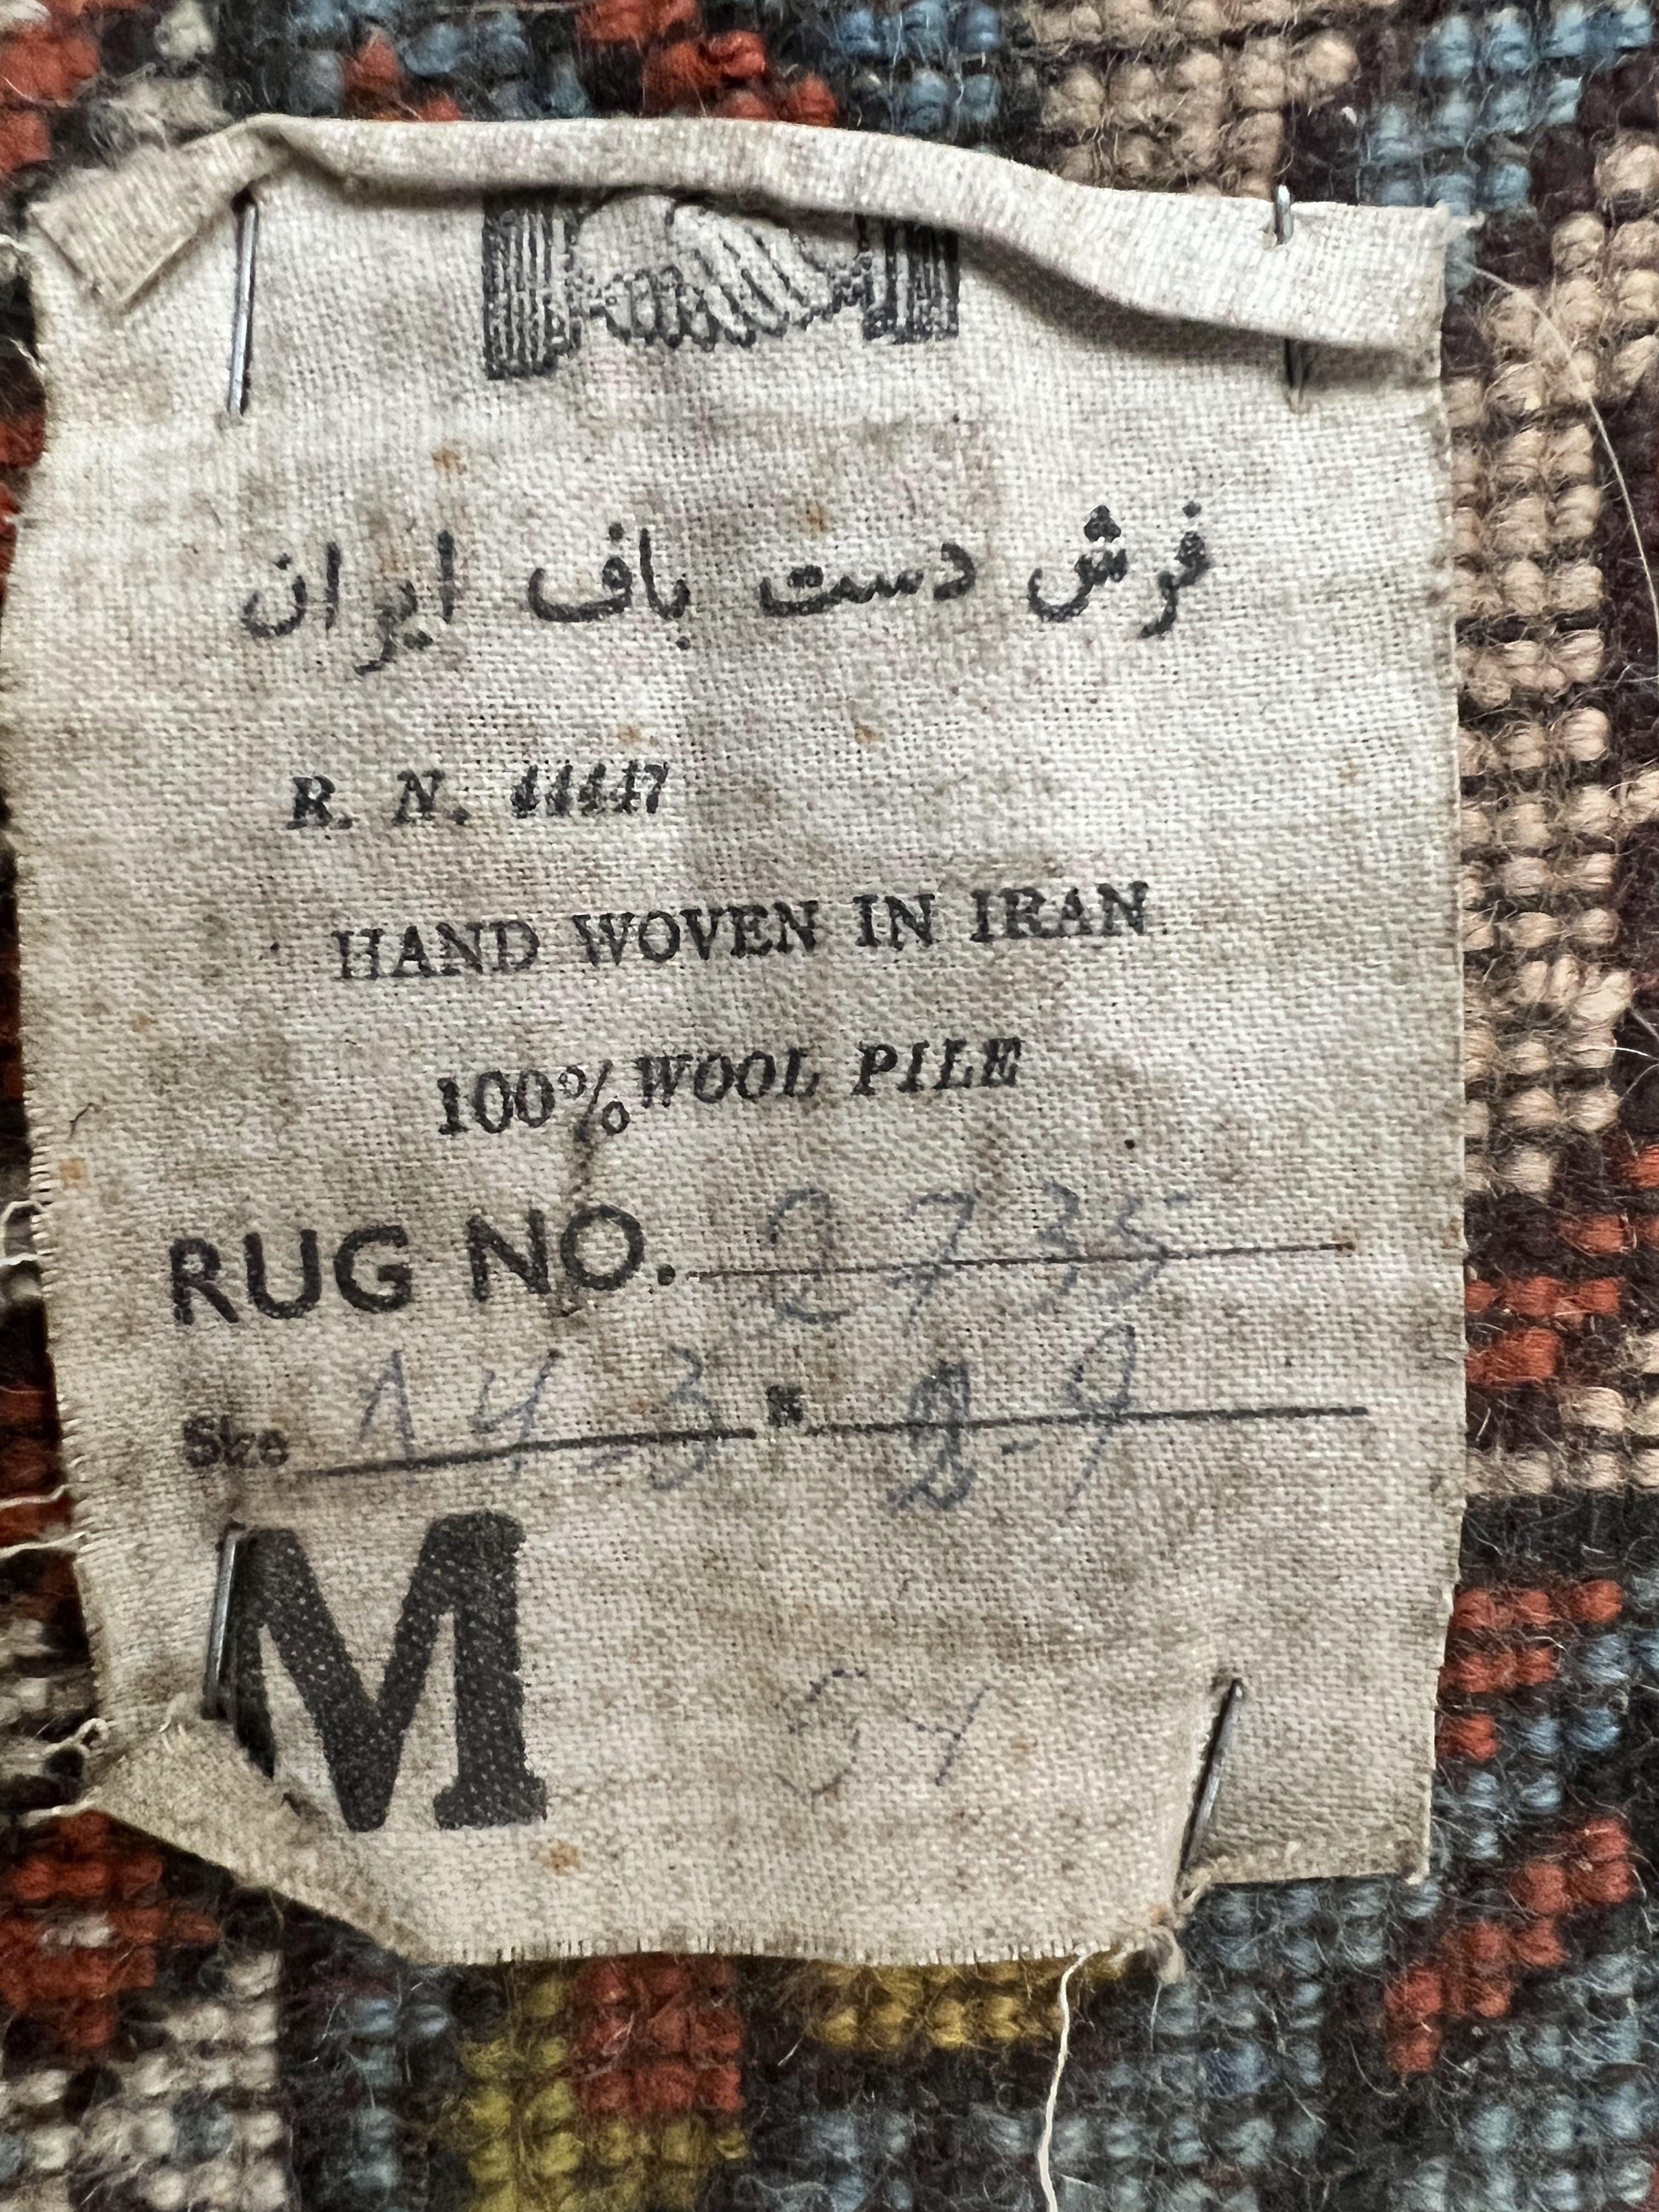 فرش دست باف ایران
R. N. 44447
HAND WOVEN IN IRAN
100% WOOL PILE
RUG NO. 2735
Size 14-3 x 9
M